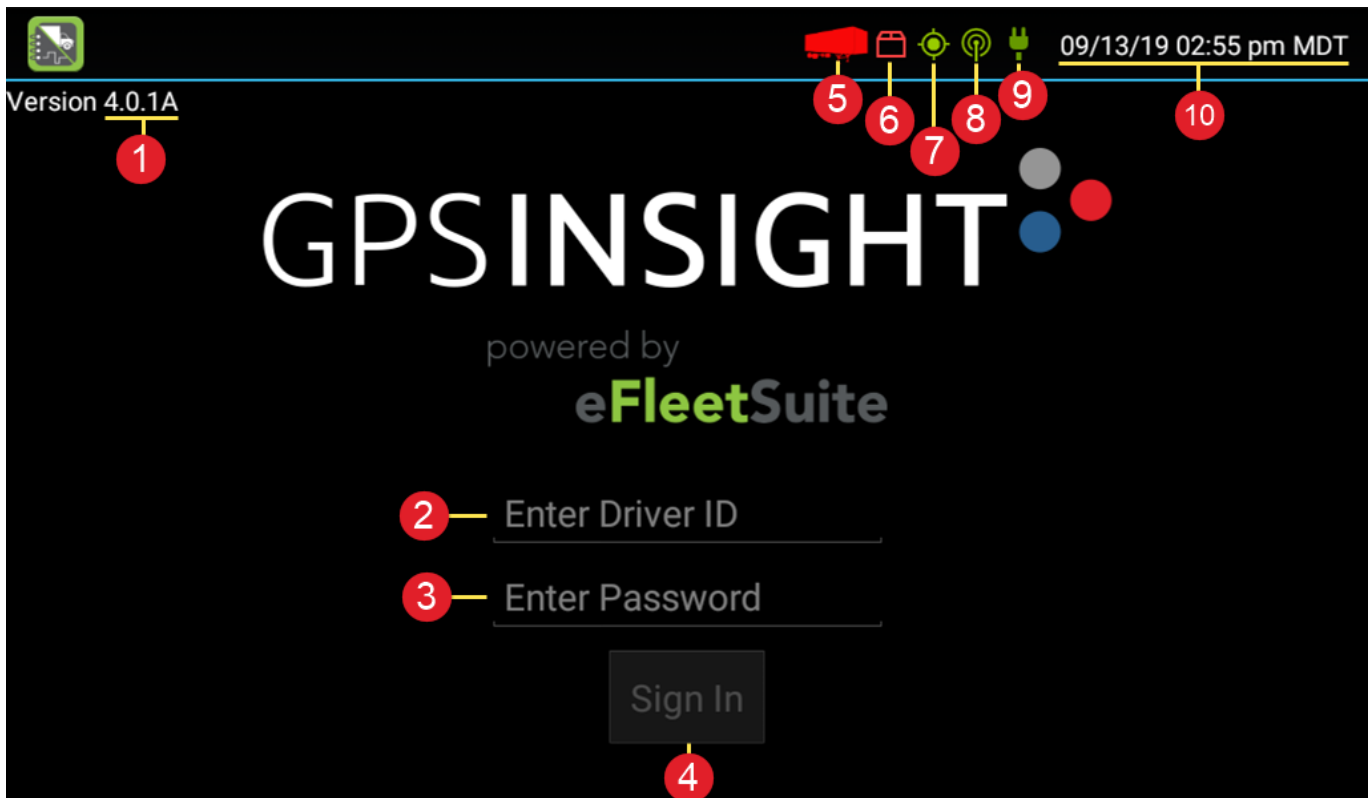 09/13/19 02:55 pm MDT
5
6
7
8
9
10
Version 4.0.1A
1
GPSINSIGHT
powered by
eFleetSuite
2 Enter Driver ID
3 Enter Password
Sign In
4